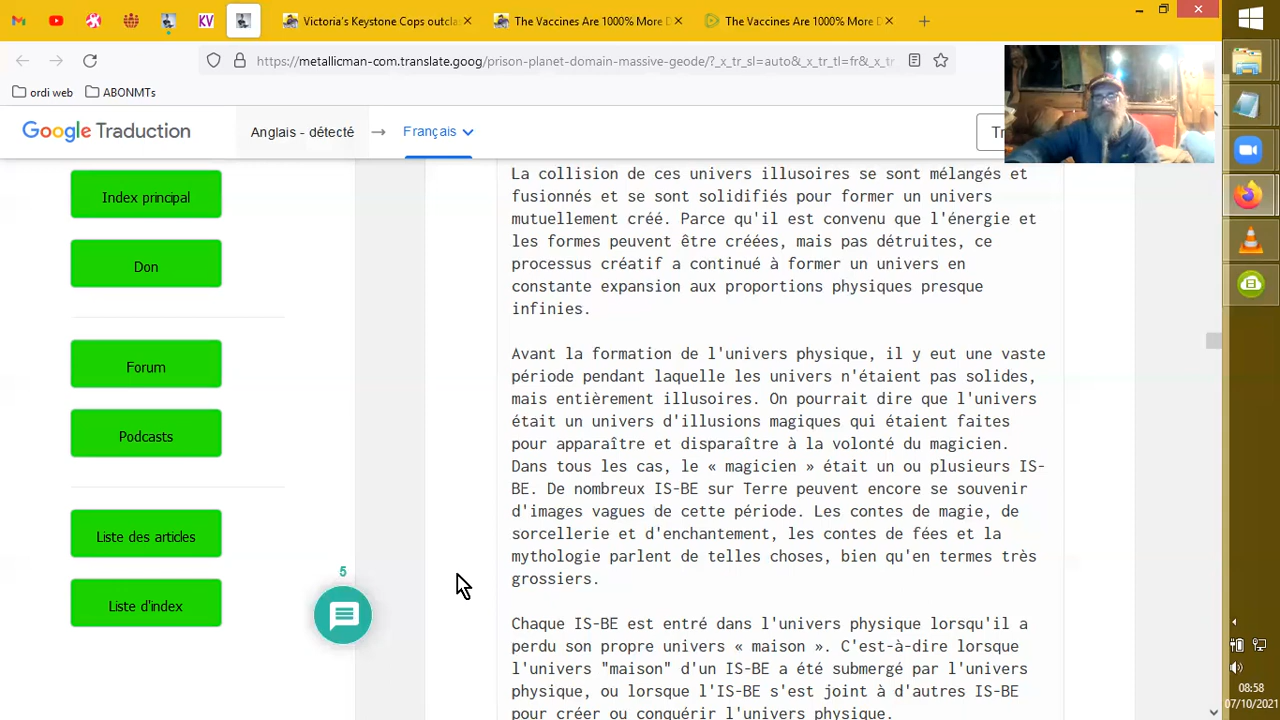 Victoria's Keystone Cops outcla
The Vaccines Are 1000% More D
The Vaccines Are 1000% More D
https://metallicman-com.translate.goog/prison-planet-domain-massive-geode/?_x_tr_sl=auto&_x_tr_tl=fr&_x_tr
ordi web
ABONMTs
Google Traduction
Anglais - détecté
Français
Tr
Index principal
Don
Forum
Podcasts
Liste des articles
Liste d'index
5
La collision de ces univers illusoires se sont mélangés et
fusionnés et se sont solidifiés pour former un univers
mutuellement créé. Parce qu'il est convenu que l'énergie et
les formes peuvent être créées, mais pas détruites, ce
processus créatif a continué à former un univers en
constante expansion aux proportions physiques presque
infinies.
Avant la formation de l'univers physique, il y eut une vaste
période pendant laquelle les univers n'étaient pas solides,
mais entièrement illusoires. On pourrait dire que l'univers
était un univers d'illusions magiques qui étaient faites
pour apparaître et disparaître à la volonté du magicien.
Dans tous les cas, le « magicien » était un ou plusieurs IS-
BE. De nombreux IS-BE sur Terre peuvent encore se souvenir
d'images vagues de cette période. Les contes de magie, de
sorcellerie et d'enchantement, les contes de fées et la
mythologie parlent de telles choses, bien qu'en termes très
grossiers.
Chaque IS-BE est entré dans l'univers physique lorsqu'il a
perdu son propre univers « maison ». C'est-à-dire lorsque
l'univers "maison" d'un IS-BE a été submergé par l'univers
physique, ou lorsque l'IS-BE s'est joint à d'autres IS-BE
pour créer ou conquérir l'univers physique.
08:58
07/10/2021